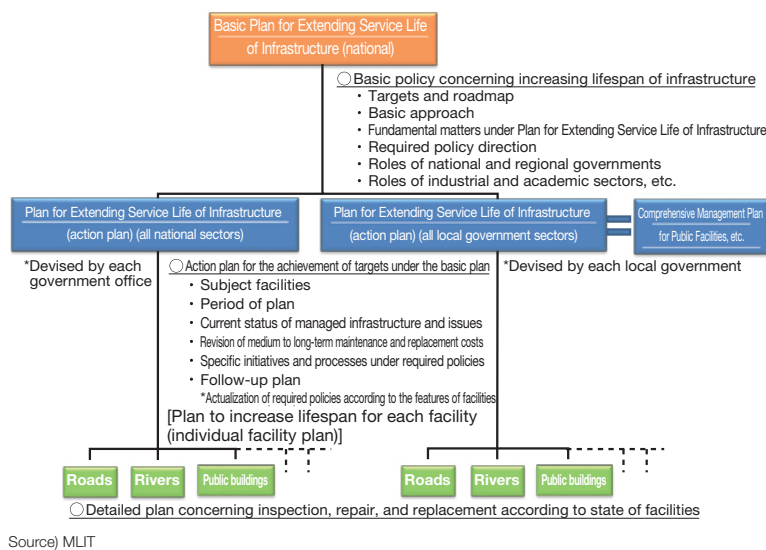 Basic Plan for Extending Service Life
of Infrastructure (national)
○Basic policy concerning increasing lifespan of infrastructure
・Targets and roadmap
・Basic approach
・Fundamental matters under Plan for Extending Service Life of Infrastructure
・Required policy direction
・Roles of national and regional governments
・Roles of industrial and academic sectors, etc.
Plan for Extending Service Life of Infrastructure
(action plan) (all national sectors)
Plan for Extending Service Life of Infrastructure
(action plan) (all local government sectors)
Comprehensive Management Plan
for Public Facilities, etc.
*Devised by each
government office
*Devised by each local government
○Action plan for the achievement of targets under the basic plan
・Subject facilities
・Period of plan
・Current status of managed infrastructure and issues
・Revision of medium to long-term maintenance and replacement costs
・Specific initiatives and processes under required policies
・Follow-up plan
*Actualization of required policies according to the features of facilities
[Plan to increase lifespan for each facility
(individual facility plan)]
Roads
Rivers
Public buildings
Roads
Rivers
Public buildings
○Detailed plan concerning inspection, repair, and replacement according to state of facilities
Source) MLIT